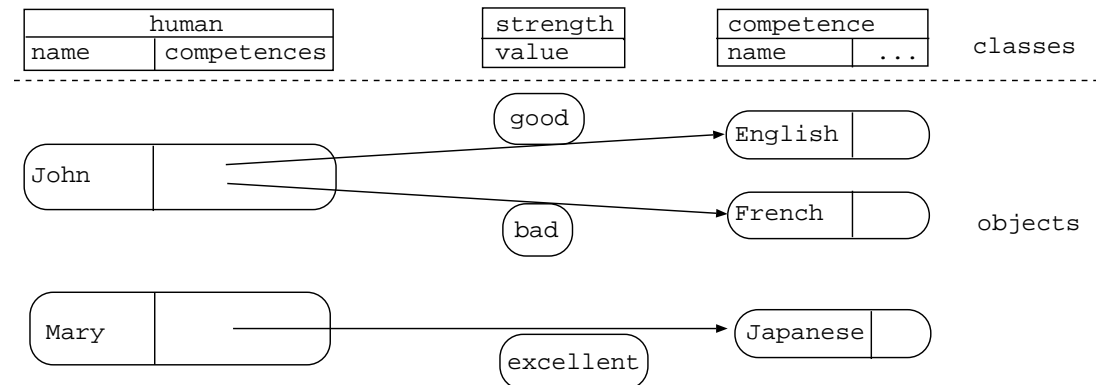 human strength competence
name competences value name ... classes
good
English
John
French
bad
objects
Mary
Japanese
excellent